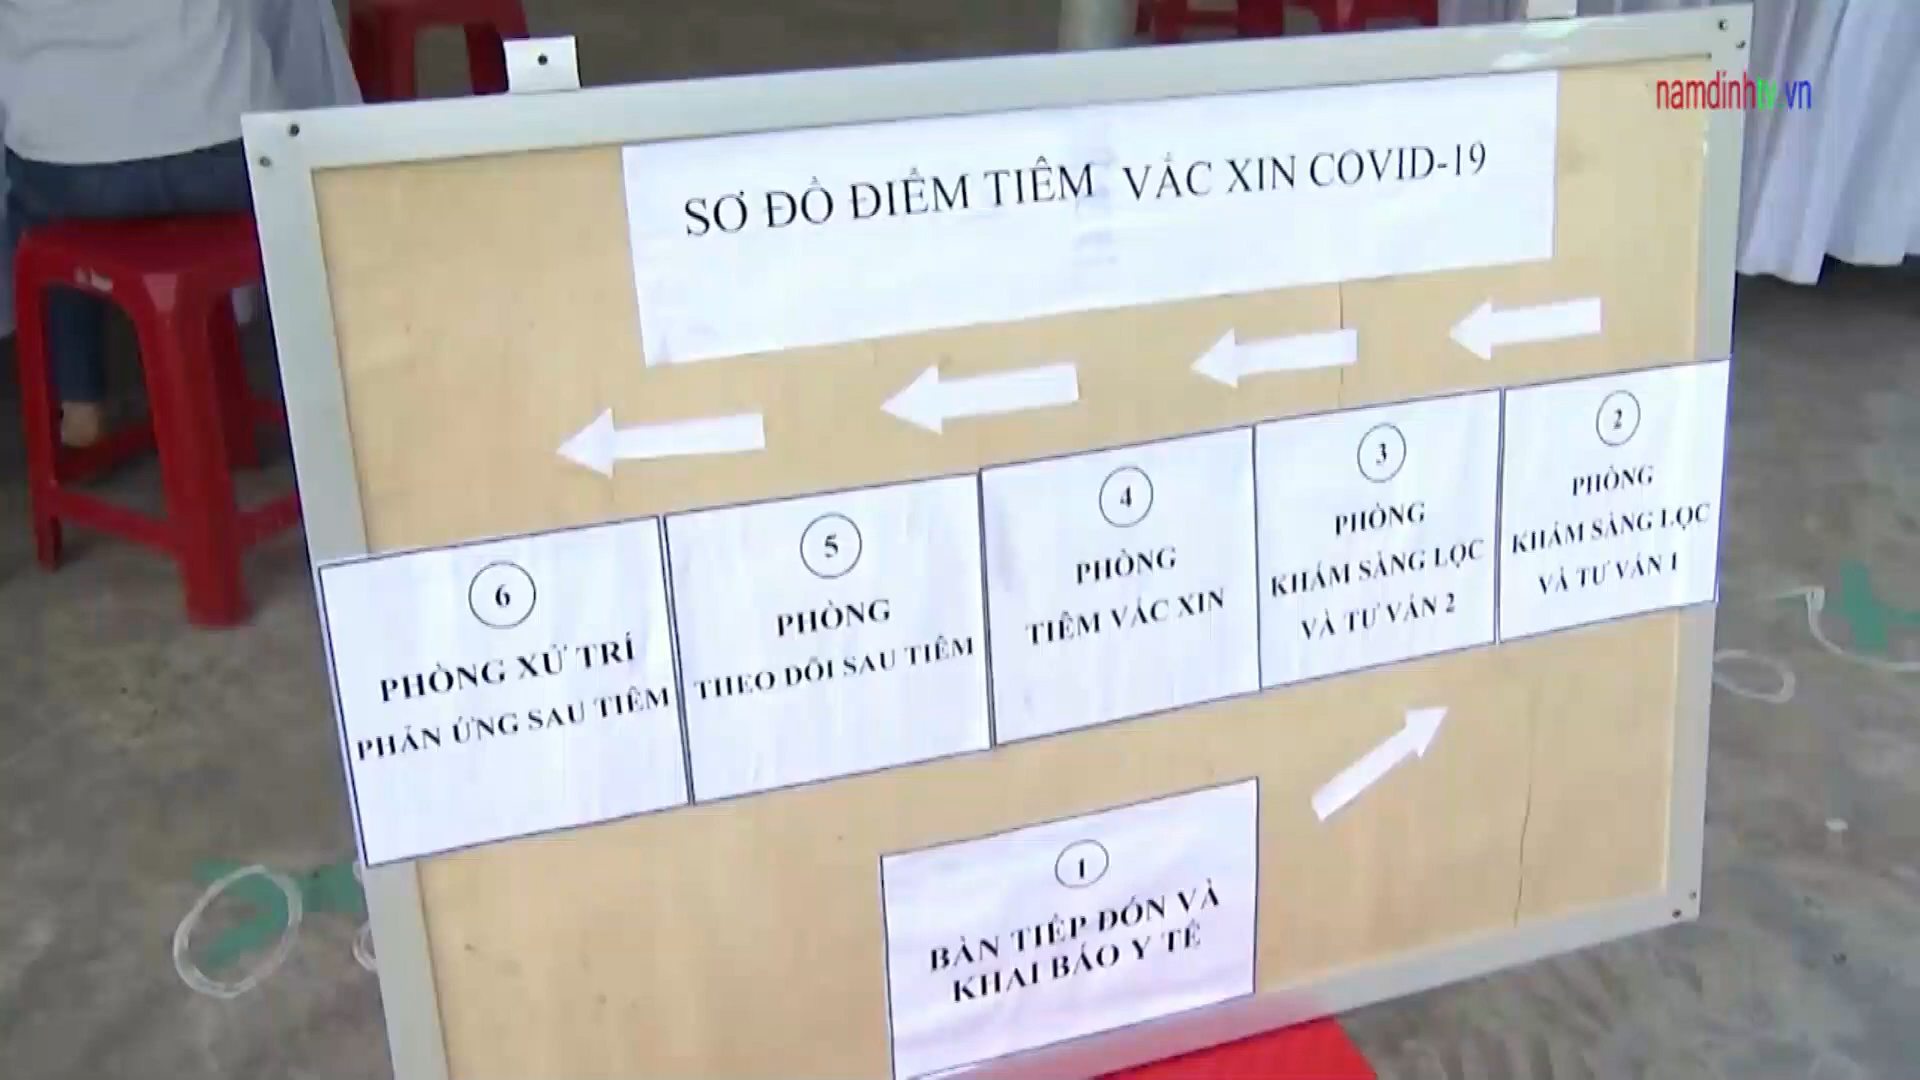 namdinhtv.vn
SƠ ĐỒ ĐIỂM TIÊM VẮC XIN COVID-19
6
PHÒNG XỬ TRÍ
PHẢN ỨNG SAU TIÊM
5
PHÒNG
THEO DÕI SAU TIÊM
4
PHÒNG
TIÊM VẮC XIN
3
PHÒNG
KHÁM SÀNG LỌC
VÀ TƯ VẤN 2
2
PHÒNG
KHÁM SÀNG LỌC
VÀ TƯ VẤN 1
1
BÀN TIẾP ĐÓN VÀ
KHAI BÁO Y TẾ